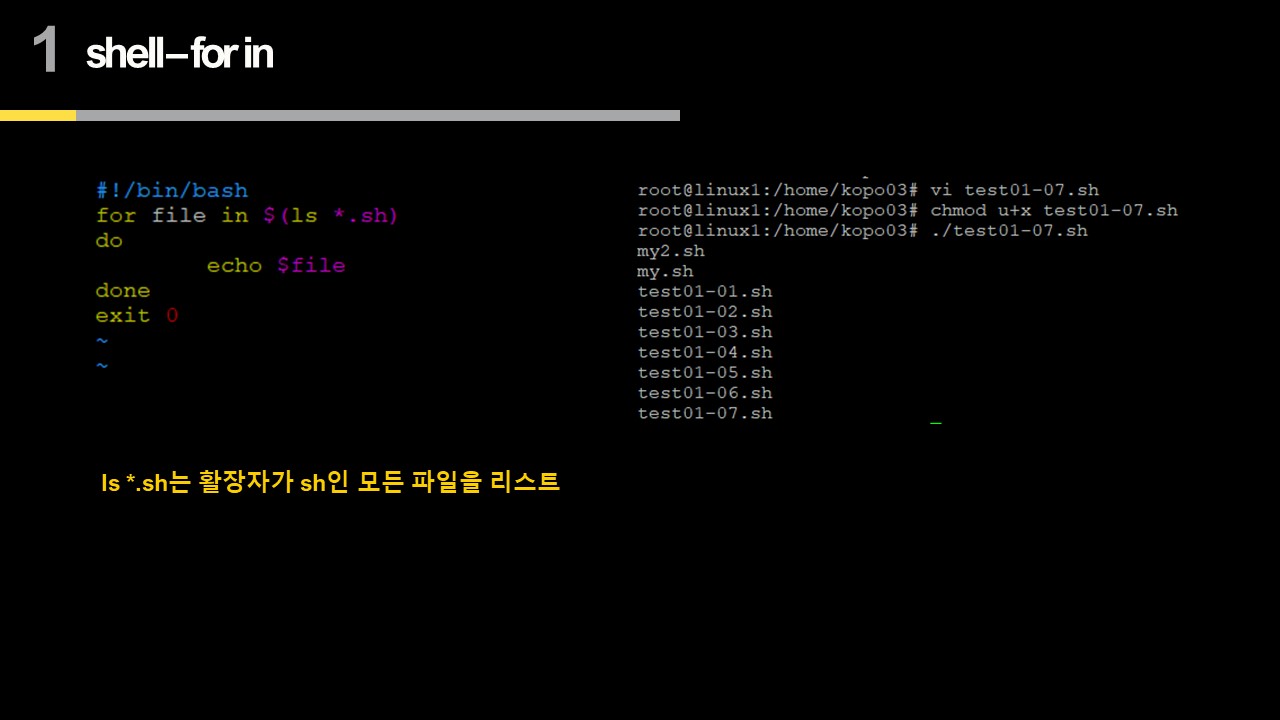 1 shell – for in
#!/bin/bash
for file in $(ls *.sh)
do
echo $file
done
exit 0
~
~
root@linux1:/home/kopo03# vi test01-07.sh
root@linux1:/home/kopo03# chmod u+x test01-07.sh
root@linux1:/home/kopo03# ./test01-07.sh
my2.sh
my.sh
test01-01.sh
test01-02.sh
test01-03.sh
test01-04.sh
test01-05.sh
test01-06.sh
test01-07.sh
ls *.sh는 활장자가 sh인 모든 파일을 리스트